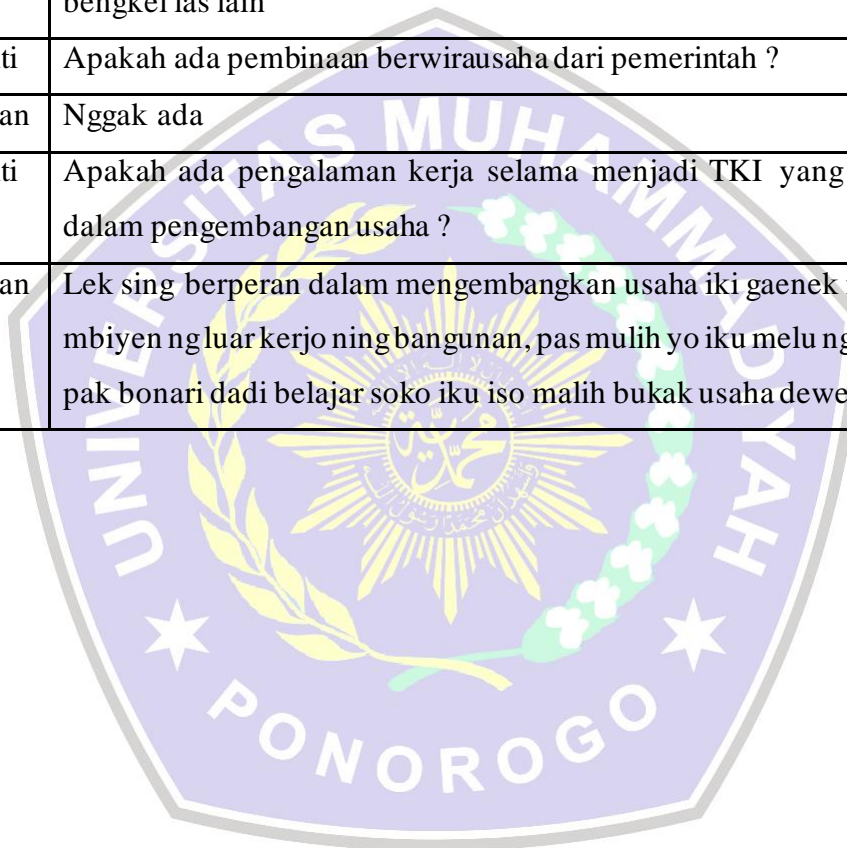 bengkel las lain
ti Apakah ada pembinaan berwirausaha dari pemerintah ?
an Nggak ada
ti Apakah ada pengalaman kerja selama menjadi TKI yang
dalam pengembangan usaha ?
an Lek sing berperan dalam mengembangkan usaha iki gaenek
mbiyen ng luar kerjo ning bangunan, pas mulih yo iku melu ng
pak bonari dadi belajar soko iku iso malih bukak usaha dewe
UNIVERSITAS MUHAMMADIYAH
PONOROGO